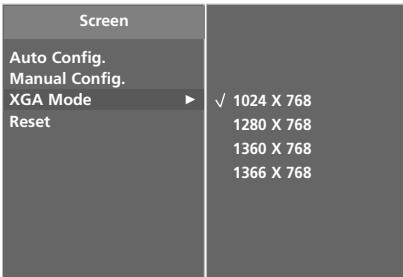 Screen
Auto Config.
Manual Config.
XGA Mode ►
Reset
√ 1024 X 768
1280 X 768
1360 X 768
1366 X 768